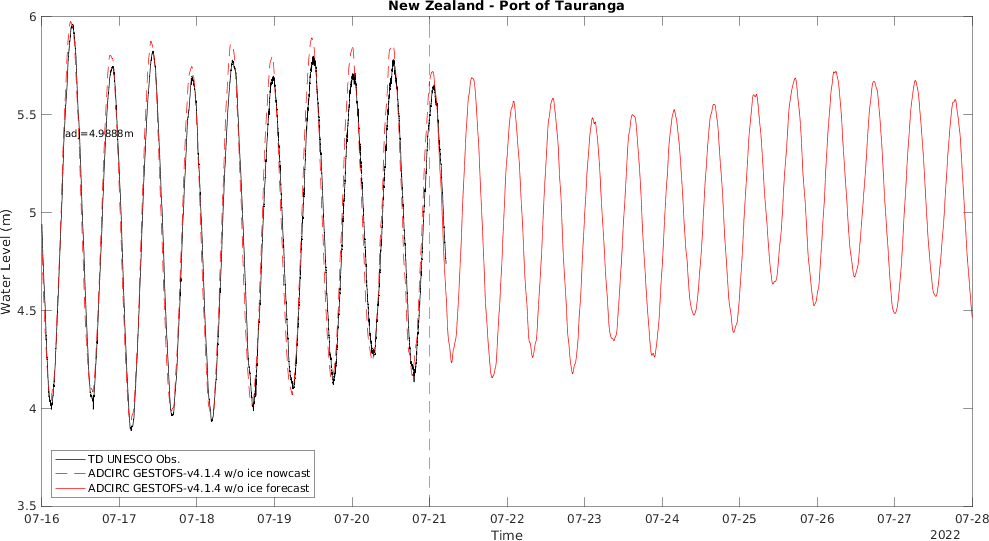 New Zealand - Port of Tauranga
6
5.5
5
4.5
4
3.5
Water Level (m)
adj=4.9888m
TD UNESCO Obs.
ADCIRC GESTOFS-v4.1.4 w/o ice nowcast
ADCIRC GESTOFS-v4.1.4 w/o ice forecast
07-16 07-17 07-18 07-19 07-20 07-21 07-22 07-23 07-24 07-25 07-26 07-27 07-28
Time
2022